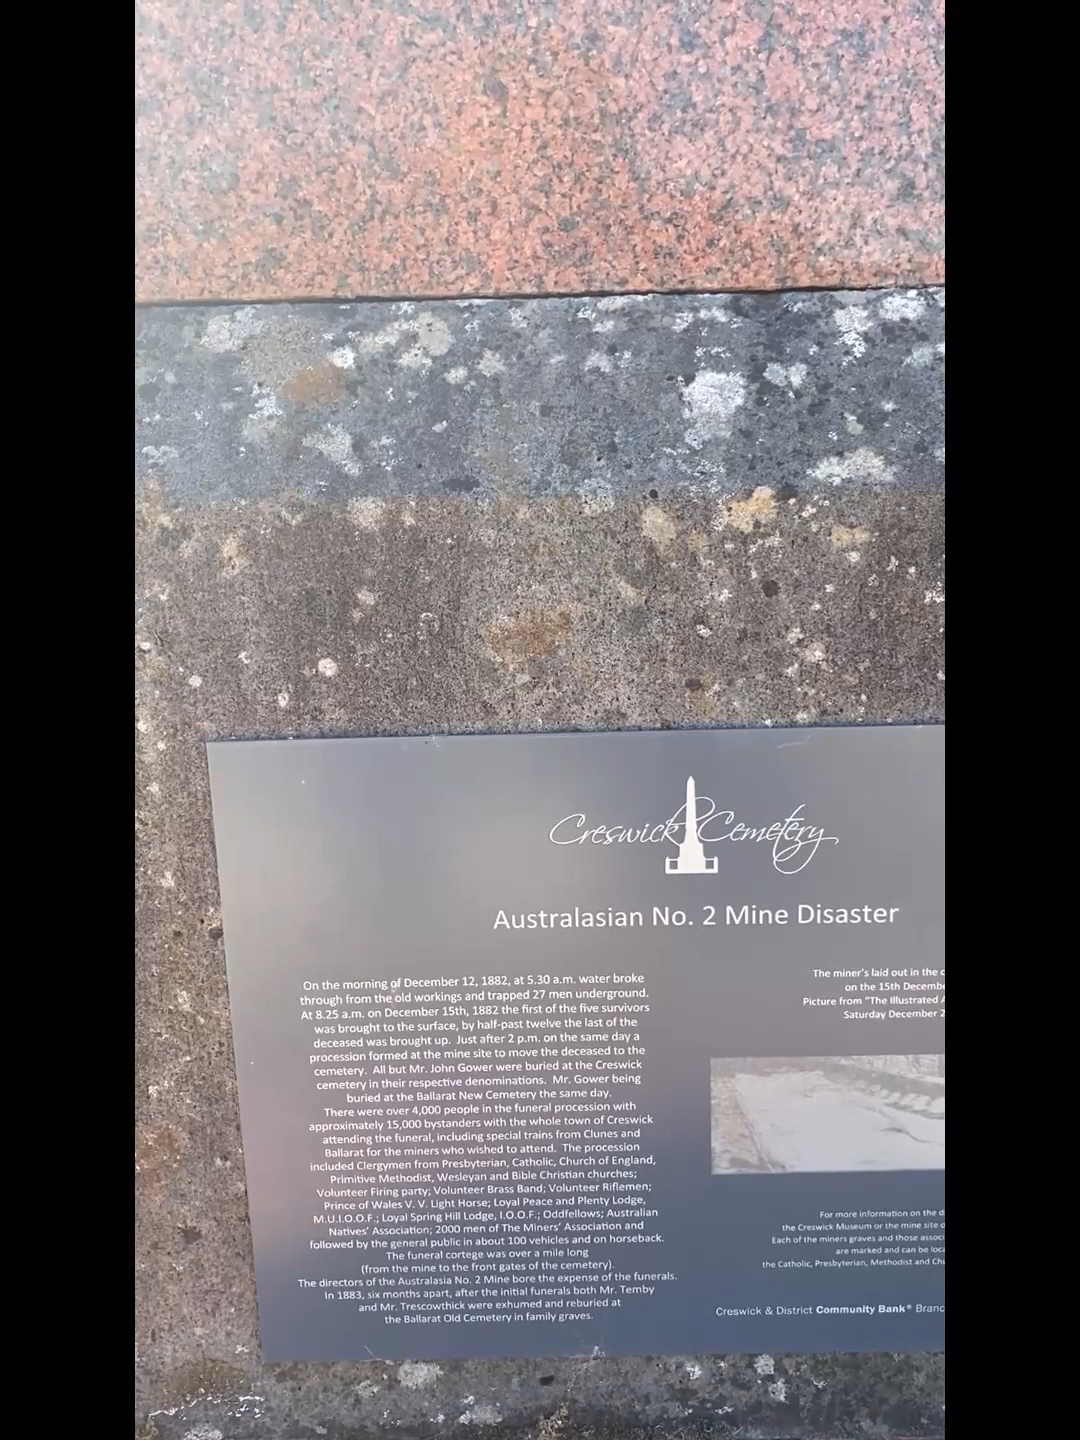 Creswick Cemetery
Australasian No. 2 Mine Disaster
On the morning of December 12, 1882, at 5.30 a.m. water broke
through from the old workings and trapped 27 men underground.
At 8.25 a.m. on December 15th, 1882 the first of the five survivors
was brought to the surface, by half-past twelve the last of the
deceased was brought up. Just after 2 p.m. on the same day a
procession formed at the mine site to move the deceased to the
cemetery. All but Mr. John Gower were buried at the Creswick
cemetery in their respective denominations. Mr. Gower being
buried at the Ballarat New Cemetery the same day.
There were over 4,000 people in the funeral procession with
approximately 15,000 bystanders with the whole town of Creswick
attending the funeral, including special trains from Clunes and
Ballarat for the miners who wished to attend. The procession
included Clergymen from Presbyterian, Catholic, Church of England,
Primitive Methodist, Wesleyan and Bible Christian churches;
Volunteer Firing party; Volunteer Brass Band; Volunteer Riflemen;
Prince of Wales V. V. Light Horse; Loyal Peace and Plenty Lodge,
M.U.I.O.O.F.; Loyal Spring Hill Lodge, I.O.O.F.; Oddfellows; Australian
Natives' Association; 2000 men of The Miners' Association and
followed by the general public in about 100 vehicles and on horseback.
The funeral cortege was over a mile long
(from the mine to the front gates of the cemetery).
The directors of the Australasia No. 2 Mine bore the expense of the funerals.
In 1883, six months apart, after the initial funerals both Mr. Temby
and Mr. Trescowthick were exhumed and reburied at
the Ballarat Old Cemetery in family graves.
The miner's laid out in the
on the 15th
Picture from "The Illustrated
Saturday December
For more information on the
the Creswick Museum or the mine site
Each of the miners graves and those
are marked and can be
the Catholic, Presbyterian, Methodist and
Creswick & District Community Bank®